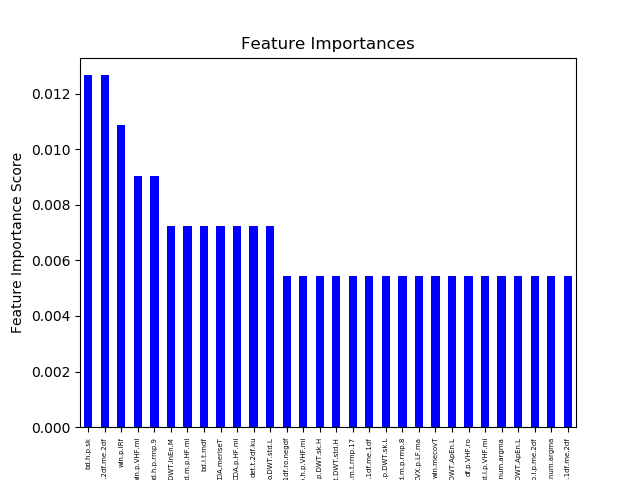 Feature Importances
Feature Importance Score
0.012
0.010
0.008
0.006
0.004
0.002
0.000
bd.h.p.sk
.2df.me.2df
win.p.iRf
in.p.VHF.mi
d.h.p.rmp.9
DWT.inEn.M
d.m.p.HF.mi
bd.l.t.mdf
DA.meriseT
DA.p.HF.mi
det.t.2df.ku
.DWT.std.L
1df.ro.negdf
.h.p.VHF.mi
.p.DWT.sk.H
.DWT.std.H
.m.t.rmp.17
.1df.me.1df
.p.DWT.sk.L
d.m.p.rmp.8
VX.p.LF.ma
win.mecovT
DWT.ApEn.L
df.p.VHF.ro
d.l.p.VHF.mi
num.argma
DWT.ApEn.L
.l.p.me.2df
num.argma
.1df.me.2df